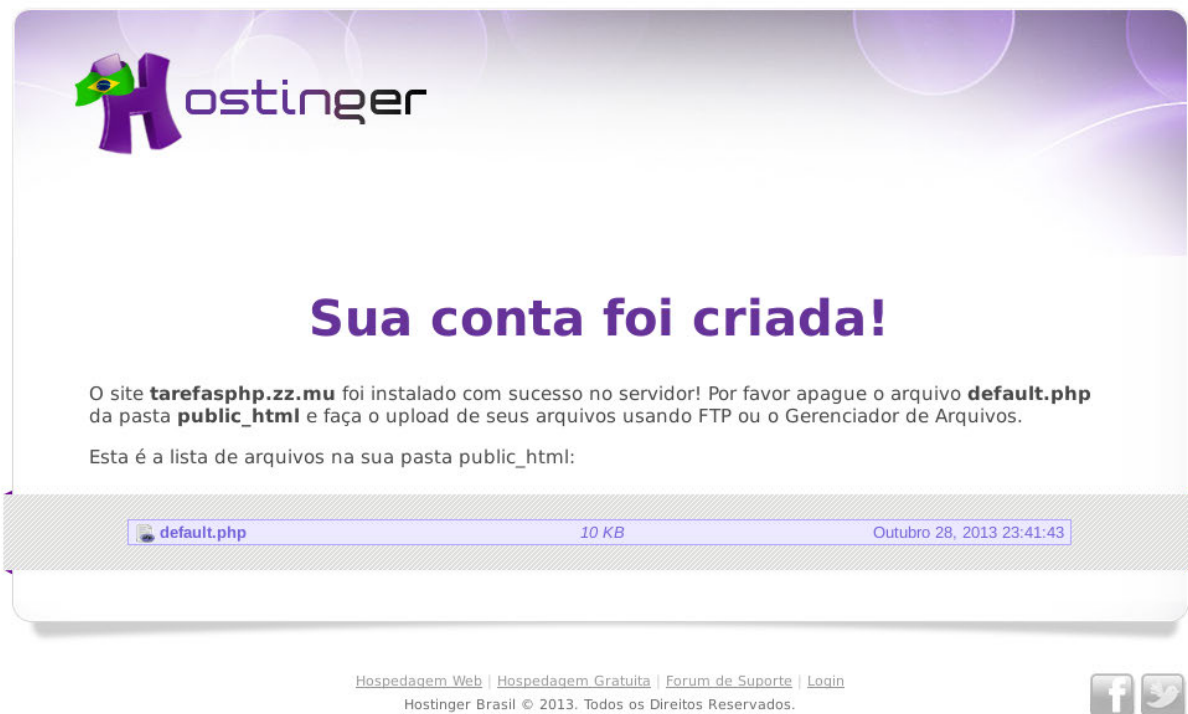 Hostinger
Sua conta foi criada!
O site tarefasphp.zz.mu foi instalado com sucesso no servidor! Por favor apague o arquivo default.php
da pasta public_html e faça o upload de seus arquivos usando FTP ou o Gerenciador de Arquivos.
Esta é a lista de arquivos na sua pasta public_html:
default.php 10 KB Outubro 28, 2013 23:41:43
Hospedagem Web | Hospedagem Gratuita | Forum de Suporte | Login
Hostinger Brasil © 2013. Todos os Direitos Reservados.